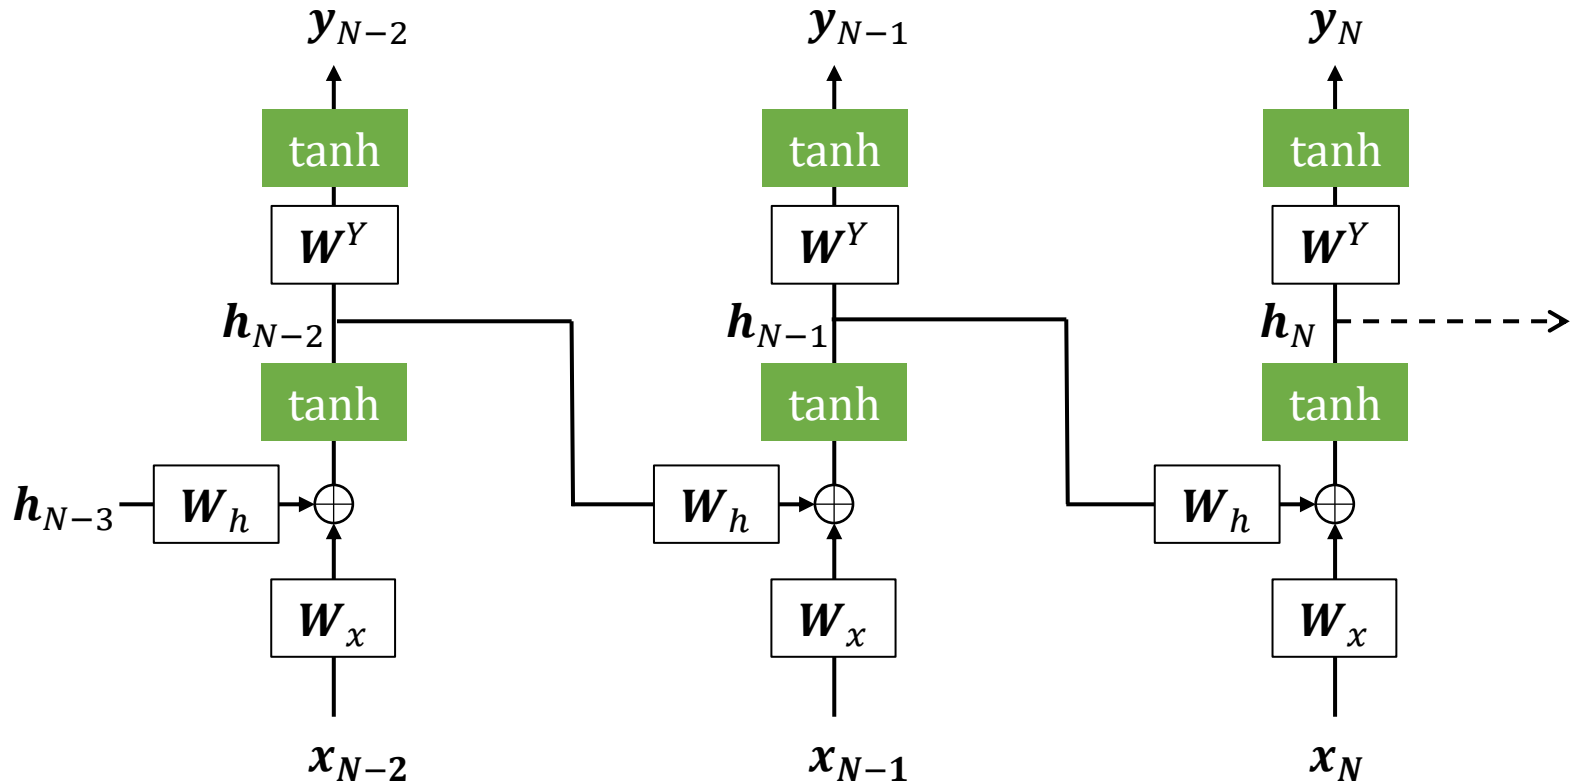 y_{N−2} y_{N−1} y_N
tanh tanh tanh
W^Y W^Y W^Y
h_{N−2} h_{N−1} h_N
tanh tanh tanh
h_{N−3} W_h W_h W_h
W_x W_x W_x
x_{N−2} x_{N−1} x_N